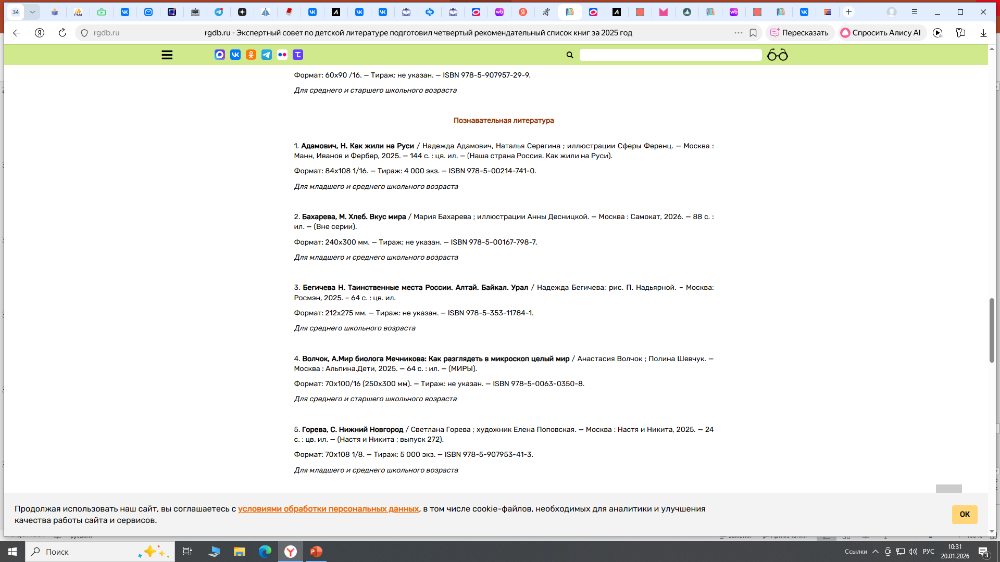 34
rgdb.ru
rgdb.ru - Экспертный совет по детской литературе подготовил четвертый рекомендательный список книг за 2025 год
Пересказать
Спросить Алису AI
Формат: 60х90 /16. — Тираж: не указан. — ISBN 978-5-907957-29-9.
Для среднего и старшего школьного возраста
Познавательная литература
1. Адамович, Н. Как жили на Руси / Надежда Адамович, Наталья Серегина ; иллюстрации Сферы Ференц. — Москва :
Манн, Иванов и Фербер, 2025. — 144 с. : цв. ил. — (Наша страна Россия. Как жили на Руси).
Формат: 84х108 1/16. — Тираж: 4 000 экз. — ISBN 978-5-00214-741-0.
Для младшего и среднего школьного возраста
2. Бахарева, М. Хлеб. Вкус мира / Мария Бахарева ; иллюстрации Анны Десницкой. — Москва : Самокат, 2026. — 88 с. :
ил. — (Вне серии).
Формат: 240х300 мм. — Тираж: не указан. — ISBN 978-5-00167-798-7.
Для младшего и среднего школьного возраста
3. Бегичева Н. Таинственные места России. Алтай. Байкал. Урал / Надежда Бегичева; рис. П. Надьярной. – Москва:
Росмэн, 2025. – 64 с. : цв. ил.
Формат: 212х275 мм. — Тираж: не указан. — ISBN 978-5-353-11784-1.
Для среднего школьного возраста
4. Волчок, А.Мир биолога Мечникова: Как разглядеть в микроскоп целый мир / Анастасия Волчок ; Полина Шевчук. —
Москва : Альпина.Дети, 2025. — 64 с. : ил. — (МИРЫ).
Формат: 70х100/16 (250х300 мм). — Тираж: не указан. — ISBN 978-5-0063-0350-8.
Для среднего и старшего школьного возраста
5. Горева, С. Нижний Новгород / Светлана Горева ; художник Елена Поповская. — Москва : Настя и Никита, 2025. — 24
с. : цв. ил. — (Настя и Никита ; выпуск 272).
Формат: 70х108 1/8. — Тираж: 5 000 экз. — ISBN 978-5-907953-41-3.
Для младшего и среднего школьного возраста
Продолжая использовать наш сайт, вы соглашаетесь с условиями обработки персональных данных, в том числе cookie-файлов, необходимых для аналитики и улучшения
качества работы сайта и сервисов.
ОК
Поиск
Ссылки
РУС
10:31
20.01.2026
3